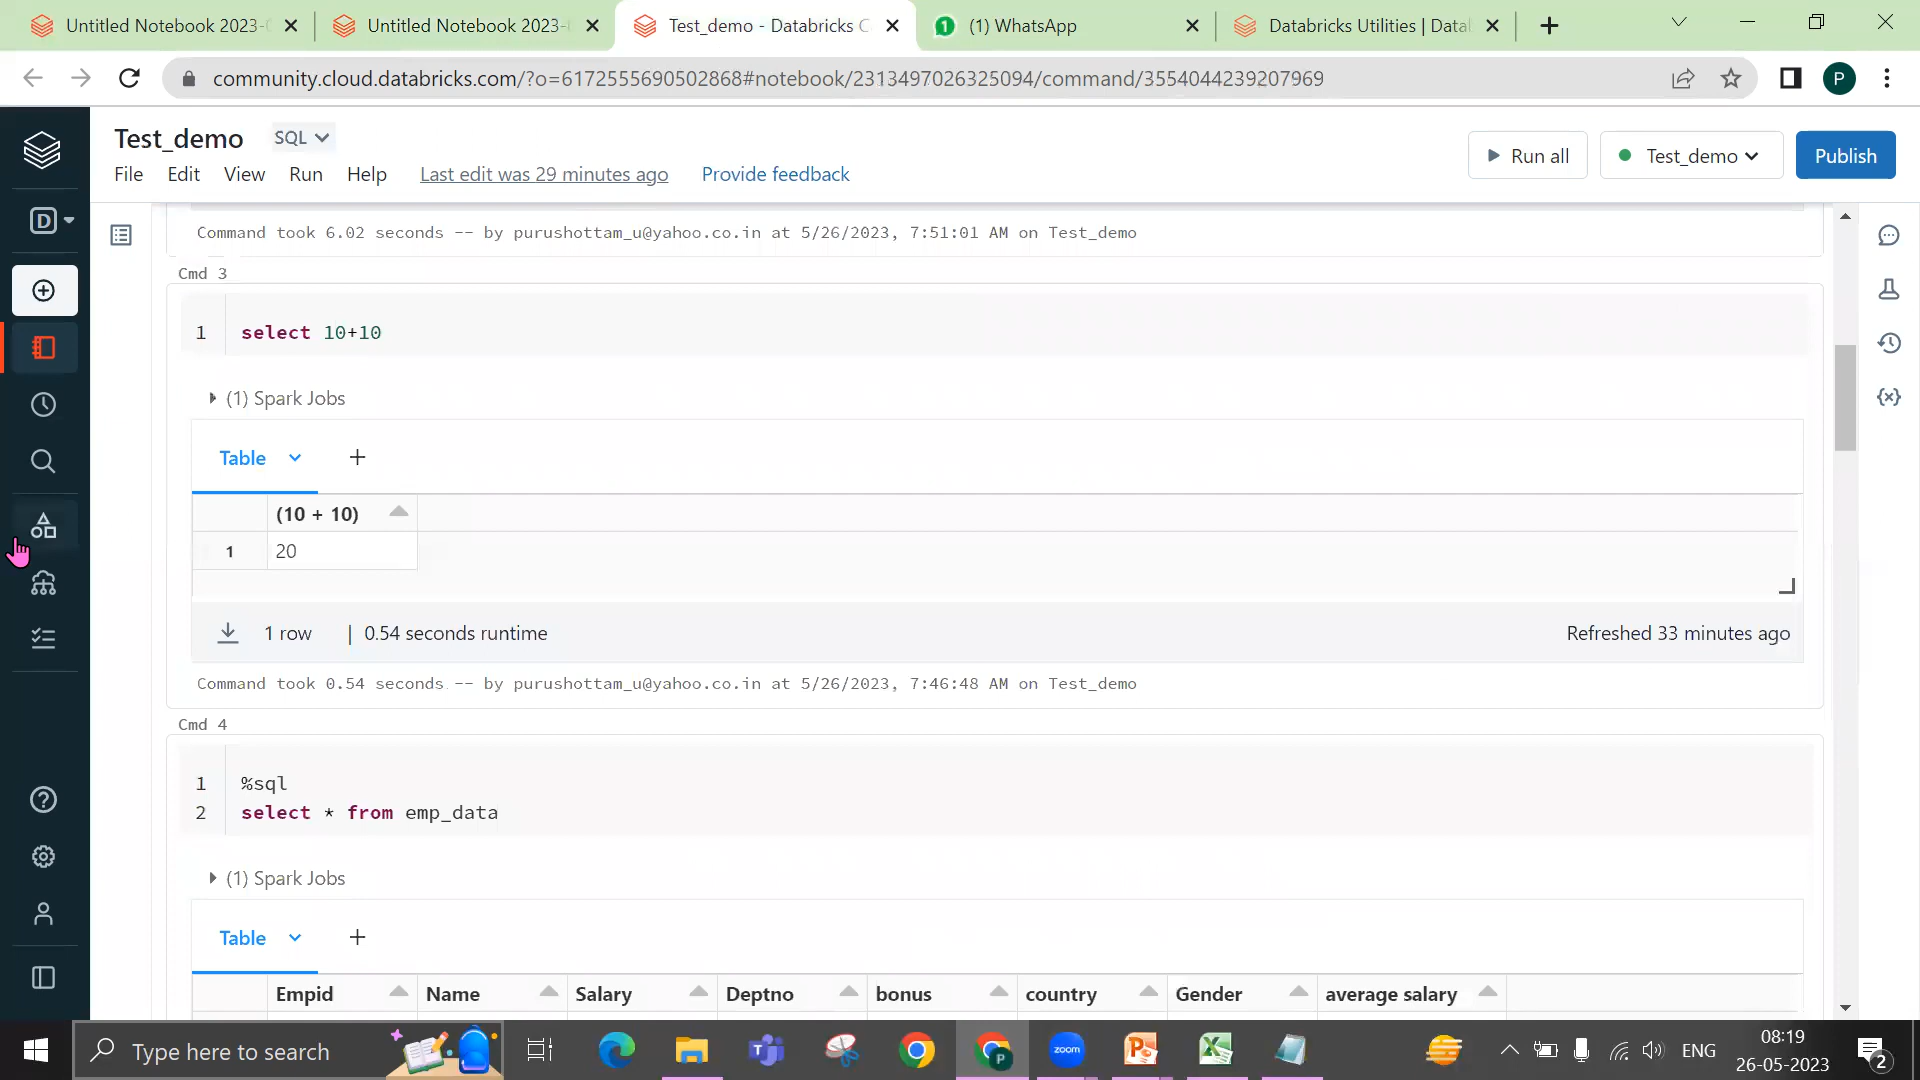 Untitled Notebook 2023-0
Untitled Notebook 2023-
Test_demo - Databricks C
1 (1) WhatsApp
Databricks Utilities | Datab
community.cloud.databricks.com/?o=6172555690502868#notebook/2313497026325094/command/3554044239207969
P
Test_demo SQL
Run all
Test_demo
Publish
File Edit View Run Help Last edit was 29 minutes ago Provide feedback
D
Command took 6.02 seconds -- by purushottam_u@yahoo.co.in at 5/26/2023, 7:51:01 AM on Test_demo
Cmd 3
1 select 10+10
(1) Spark Jobs
Table +
(10 + 10)
1 20
1 row | 0.54 seconds runtime
Refreshed 33 minutes ago
Command took 0.54 seconds -- by purushottam_u@yahoo.co.in at 5/26/2023, 7:46:48 AM on Test_demo
Cmd 4
1 %sql
2 select * from emp_data
(1) Spark Jobs
Table +
Empid Name Salary Deptno bonus country Gender average salary
Type here to search
P
zoom
ENG
08:19
26-05-2023
2